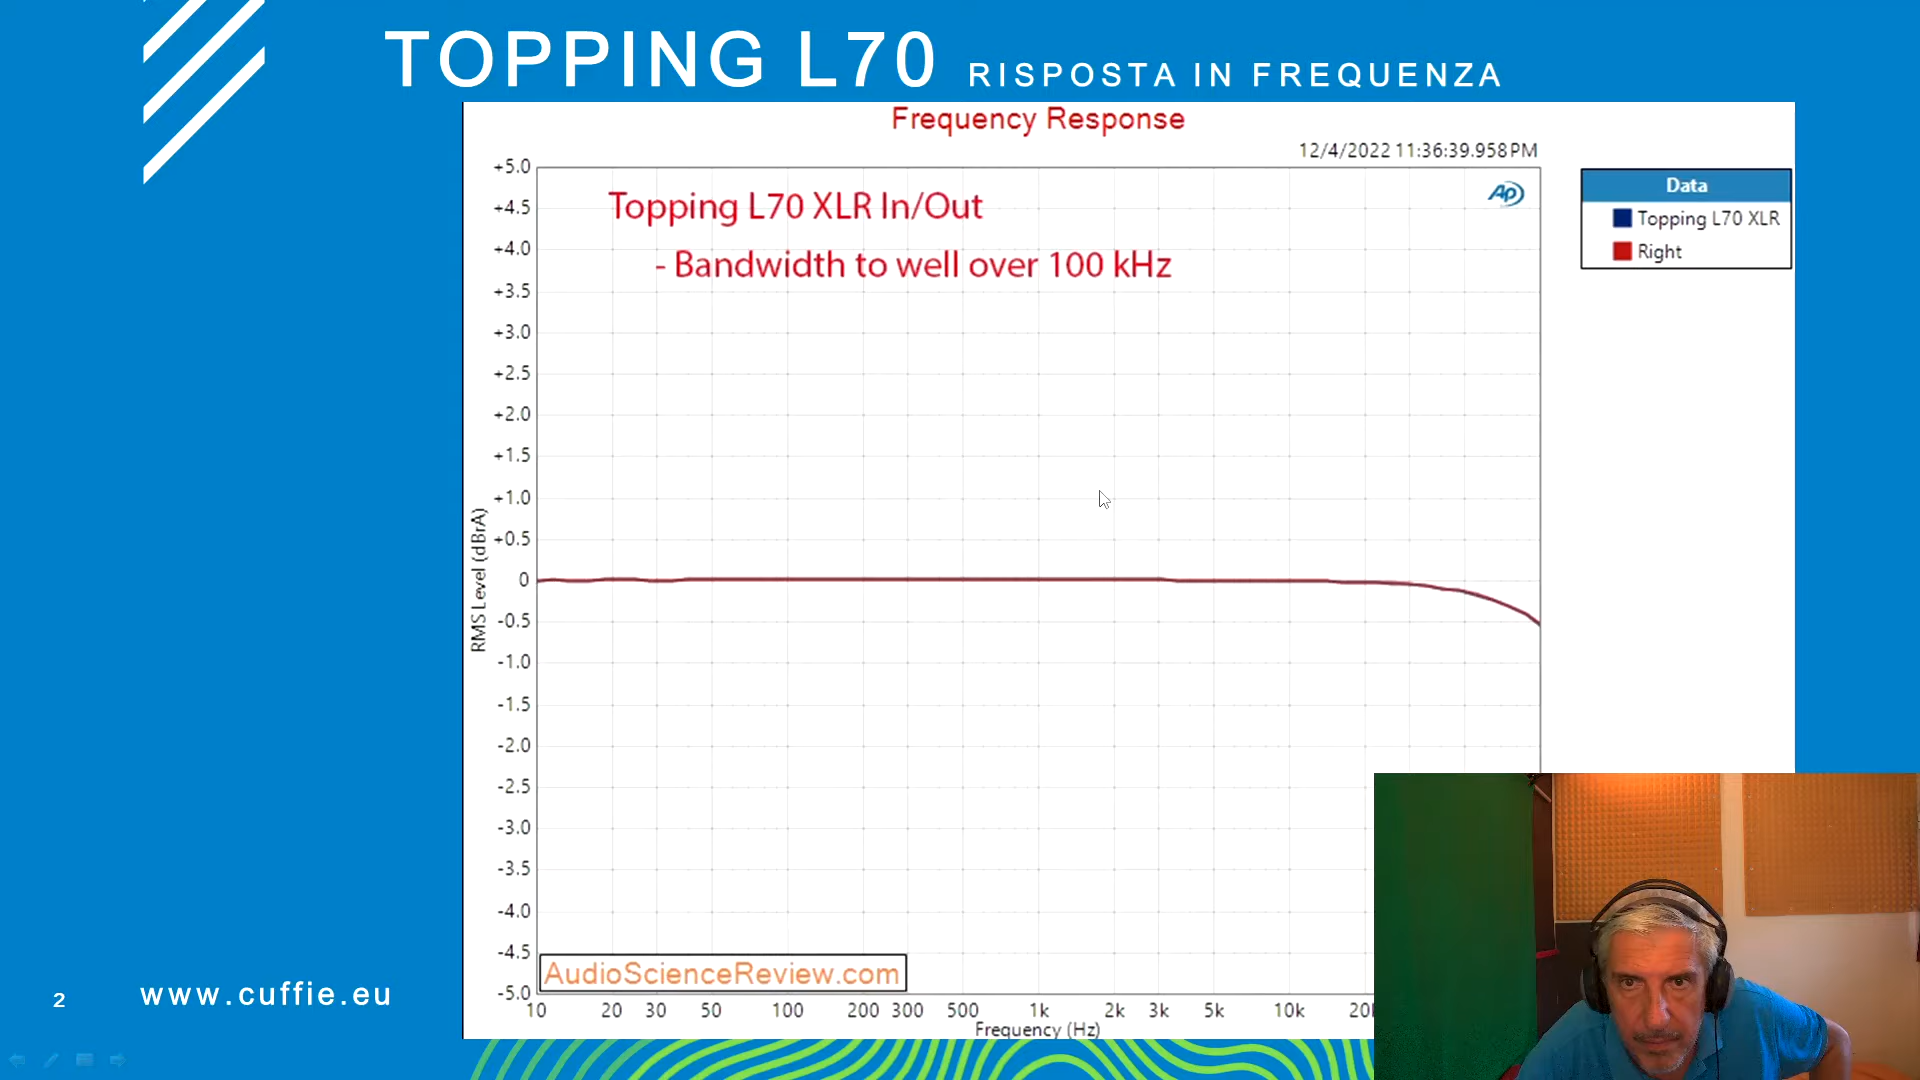 TOPPING L70 RISPOSTA IN FREQUENZA
Frequency Response
12/4/2022 11:36:39.958PM
Topping L70 XLR In/Out
- Bandwidth to well over 100 kHz
AP
Data
Topping L70 XLR
Right
RMS Level (dBrA)
+5.0
+4.5
+4.0
+3.5
+3.0
+2.5
+2.0
+1.5
+1.0
+0.5
0
-0.5
-1.0
-1.5
-2.0
-2.5
-3.0
-3.5
-4.0
-4.5
-5.0
AudioScienceReview.com
10 20 30 50 100 200 300 500 1k 2k 3k 5k 10k
Frequency (Hz)
2 www.cuffie.eu